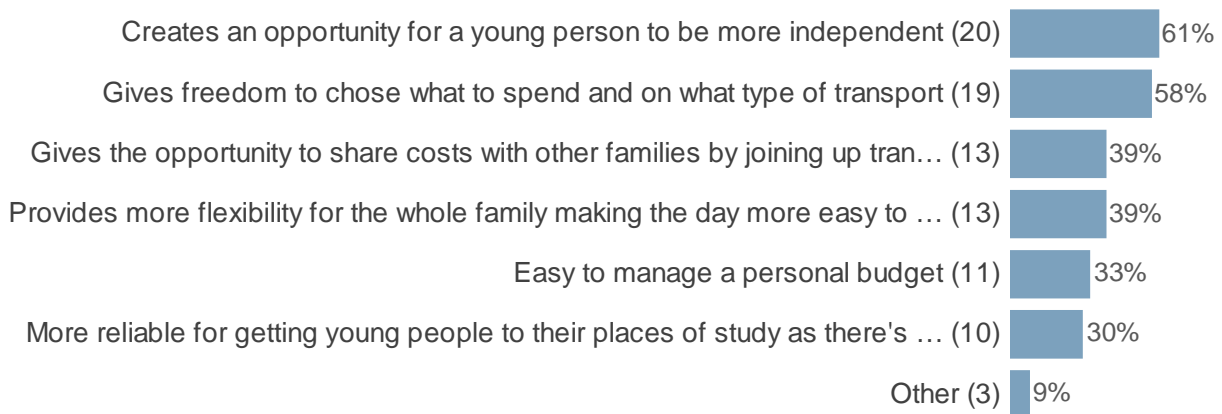 Creates an opportunity for a young person to be more independent (20) 61%
Gives freedom to chose what to spend and on what type of transport (19) 58%
Gives the opportunity to share costs with other families by joining up tran… (13) 39%
Provides more flexibility for the whole family making the day more easy to … (13) 39%
Easy to manage a personal budget (11) 33%
More reliable for getting young people to their places of study as there's … (10) 30%
Other (3) 9%